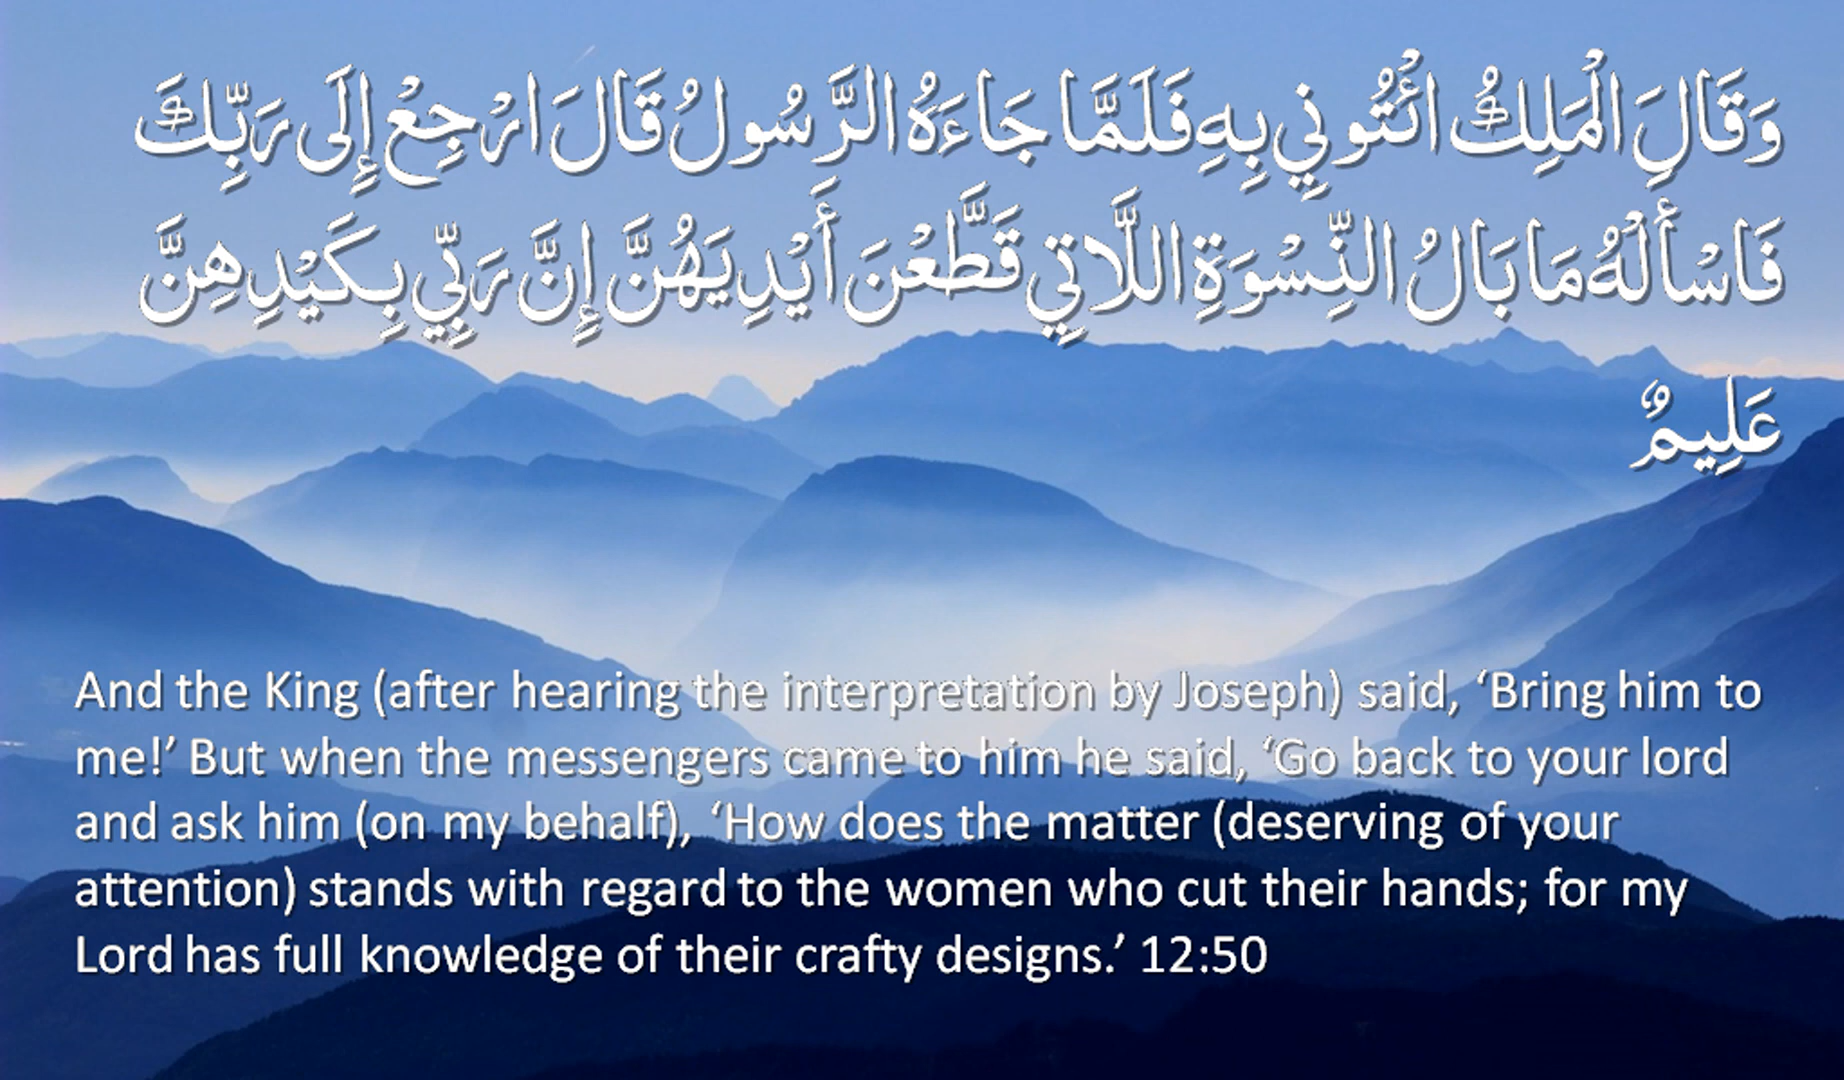 وَقَالَ الْمَلِكُ ائْتُونِي بِهِ فَلَمَّا جَاءَهُ الرَّسُولُ قَالَ ارْجِعْ إِلَى رَبِّكَ
فَاسْأَلْهُ مَا بَالُ النِّسْوَةِ اللَّاتِي قَطَّعْنَ أَيْدِيَهُنَّ إِنَّ رَبِّي بِكَيْدِهِنَّ
عَلِيمٌ
And the King (after hearing the interpretation by Joseph) said, ‘Bring him to
me!’ But when the messengers came to him he said, ‘Go back to your lord
and ask him (on my behalf), ‘How does the matter (deserving of your
attention) stands with regard to the women who cut their hands; for my
Lord has full knowledge of their crafty designs.’ 12:50